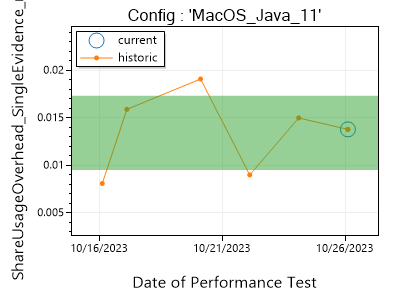 Config : 'MacOS_Java_11'
current
historic
ShareUsageOverhead_SingleEvidence_
0.02
0.015
0.01
0.005
10/16/2023
10/21/2023
10/26/2023
Date of Performance Test